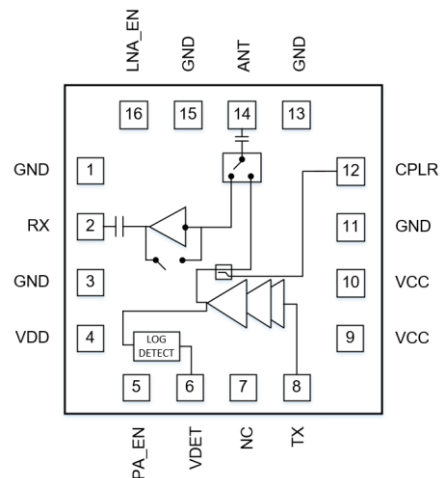 LNA_EN
GND
ANT
GND
16
15
14
13
GND
1
12
CPLR
RX
2
11
GND
GND
3
10
VCC
VDD
4
9
VCC
LOG
DETECT
5
6
7
8
PA_EN
VDET
NC
TX